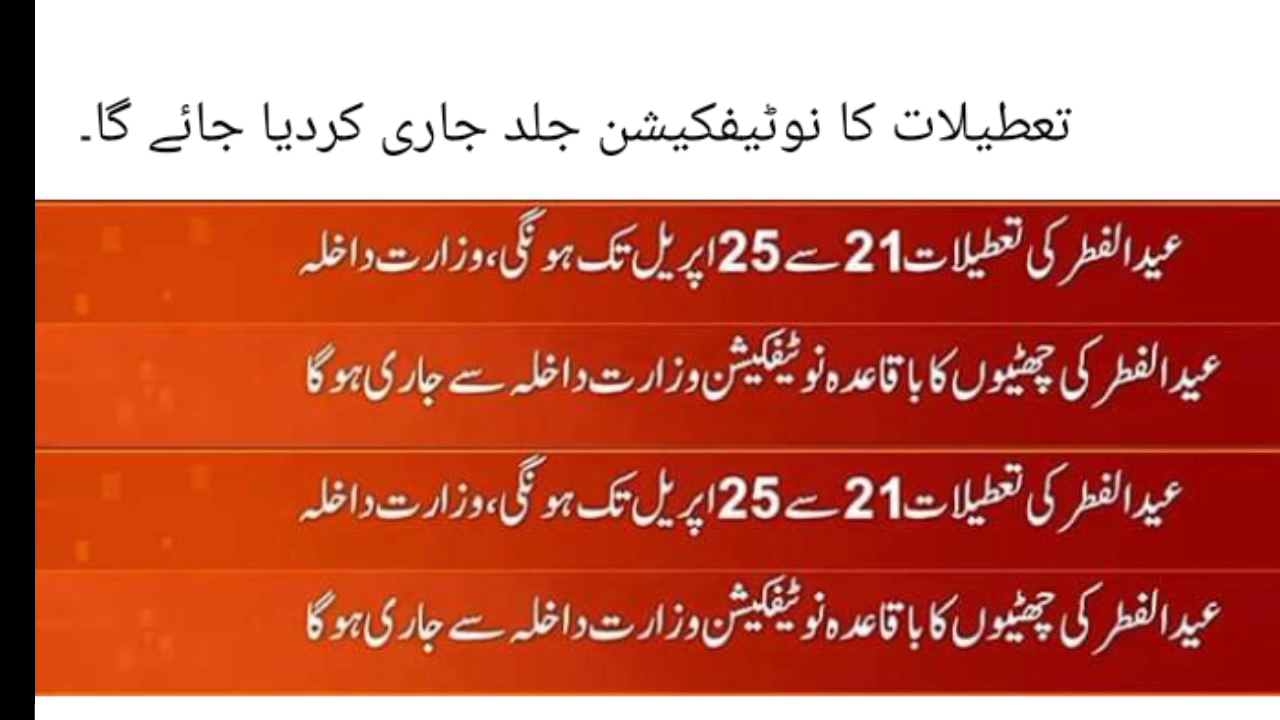 تعطیلات کا نوٹیفکیشن جلد جاری کردیا جائے گا۔
عیدالفطر کی تعطیلات 21 سے 25 اپریل تک ہونگی، وزارت داخلہ
عیدالفطر کی چھٹیوں کا باقاعدہ نوٹیفکیشن وزارت داخلہ سے جاری ہوگا
عیدالفطر کی تعطیلات 21 سے 25 اپریل تک ہونگی، وزارت داخلہ
عیدالفطر کی چھٹیوں کا باقاعدہ نوٹیفکیشن وزارت داخلہ سے جاری ہوگا